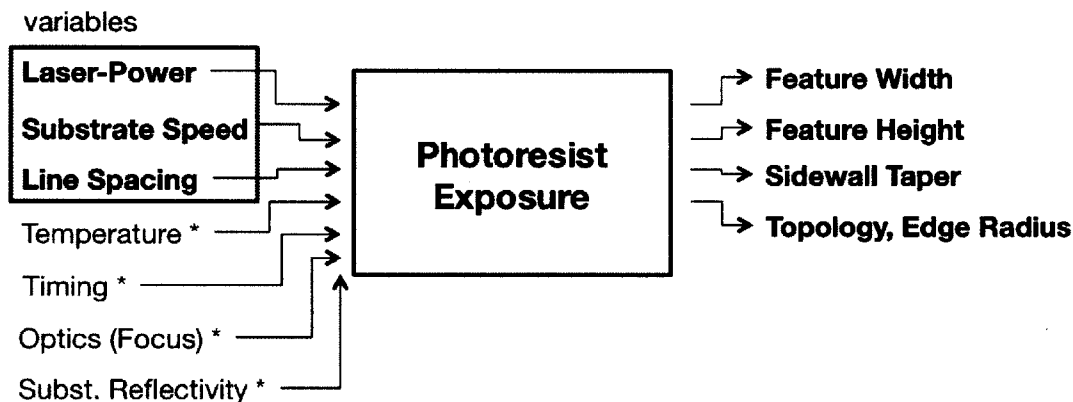 variables
Laser-Power
Substrate Speed
Line Spacing
Temperature *
Timing *
Optics (Focus) *
Subst. Reflectivity *
Photoresist
Exposure
Feature Width
Feature Height
Sidewall Taper
Topology, Edge Radius